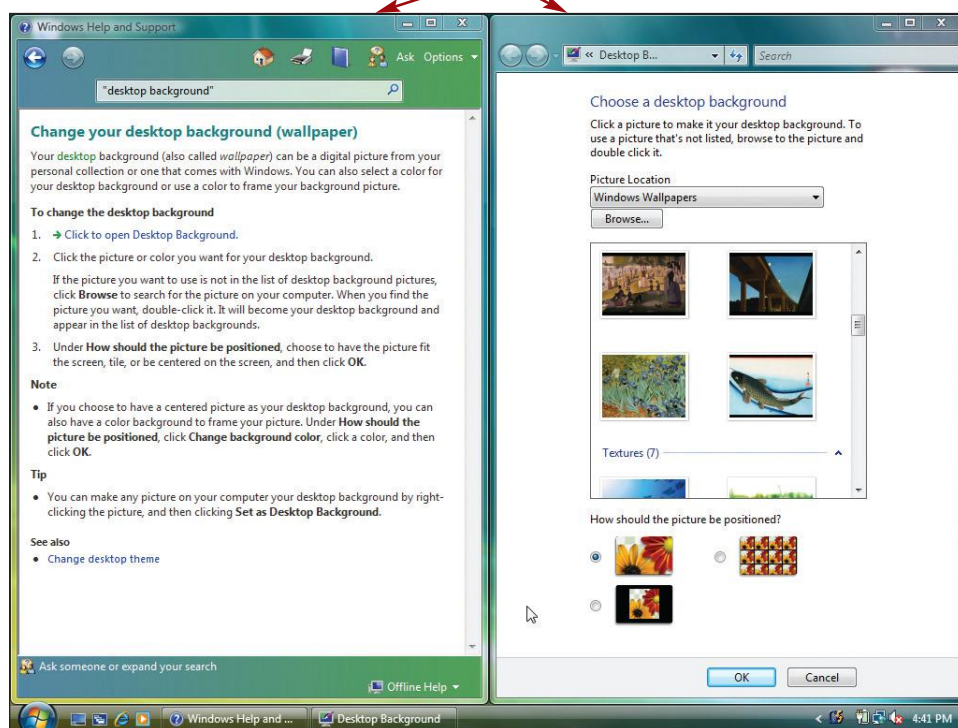 Windows Help and Support
Ask Options
"desktop background"
Change your desktop background (wallpaper)
Your desktop background (also called wallpaper) can be a digital picture from your
personal collection or one that comes with Windows. You can also select a color for
your desktop background or use a color to frame your background picture.
To change the desktop background
1. Click to open Desktop Background.
2. Click the picture or color you want for your desktop background.
If the picture you want to use is not in the list of desktop background pictures,
click Browse to search for the picture on your computer. When you find the
picture you want, double-click it. It will become your desktop background and
appear in the list of desktop backgrounds.
3. Under How should the picture be positioned, choose to have the picture fit
the screen, tile, or be centered on the screen, and then click OK.
Note
• If you choose to have a centered picture as your desktop background, you can
also have a color background to frame your picture. Under How should the
picture be positioned, click Change background color, click a color, and then
click OK.
Tip
• You can make any picture on your computer your desktop background by right-
clicking the picture, and then clicking Set as Desktop Background.
See also
• Change desktop theme
Ask someone or expand your search
Offline Help
« Desktop B...
Search
Choose a desktop background
Click a picture to make it your desktop background. To
use a picture that's not listed, browse to the picture and
double click it.
Picture Location
Windows Wallpapers
Browse...
Textures (7)
How should the picture be positioned?
OK Cancel
Windows Help and ... Desktop Background 4:41 PM